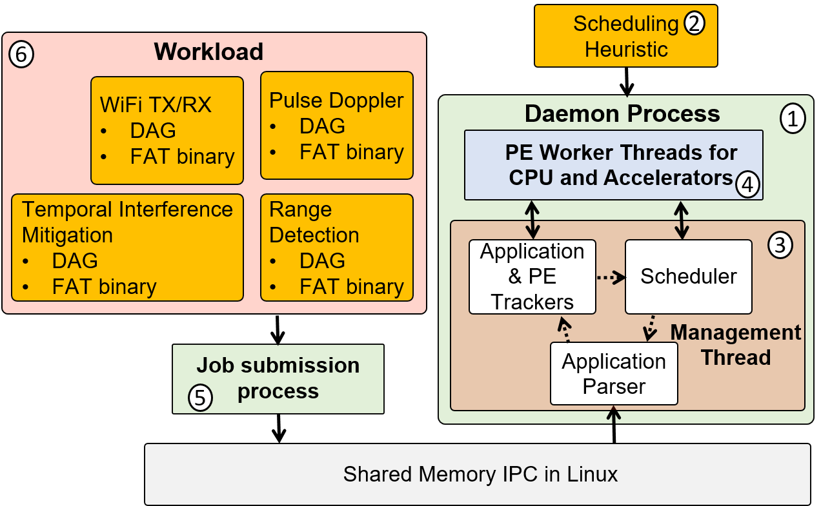 6
Workload
WiFi TX/RX
• DAG
• FAT binary
Pulse Doppler
• DAG
• FAT binary
Temporal Interference
Mitigation
• DAG
• FAT binary
Range
Detection
• DAG
• FAT binary
Job submission
process
5
Scheduling
Heuristic
2
Daemon Process
1
PE Worker Threads for
CPU and Accelerators
4
3
Application
& PE
Trackers
Scheduler
Management
Thread
Application
Parser
Shared Memory IPC in Linux